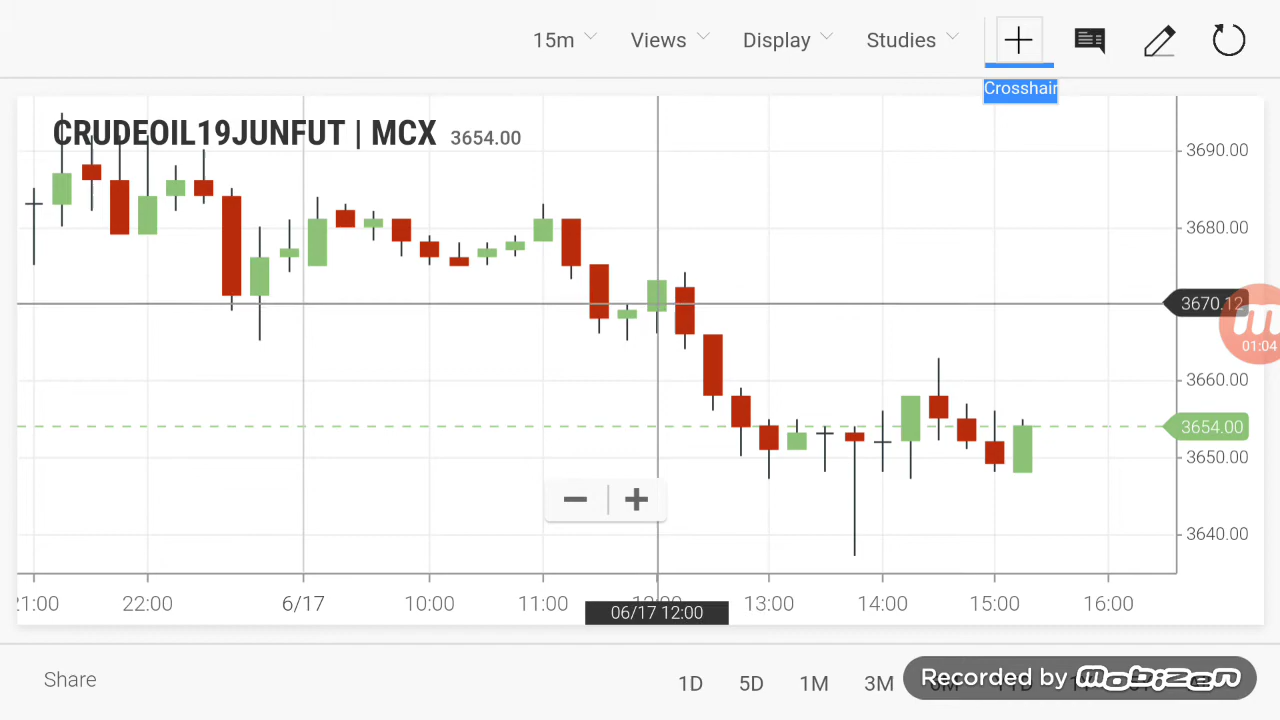 15m Views Display Studies
Crosshair
CRUDEOIL19JUNFUT | MCX 3654.00
3690.00
3680.00
3670.12
01:04
3660.00
3654.00
3650.00
3640.00
22:00 6/17 10:00 11:00 13:00 14:00 15:00 16:00
06/17 12:00
Share 1D 5D 1M 3M
Recorded by mobizen